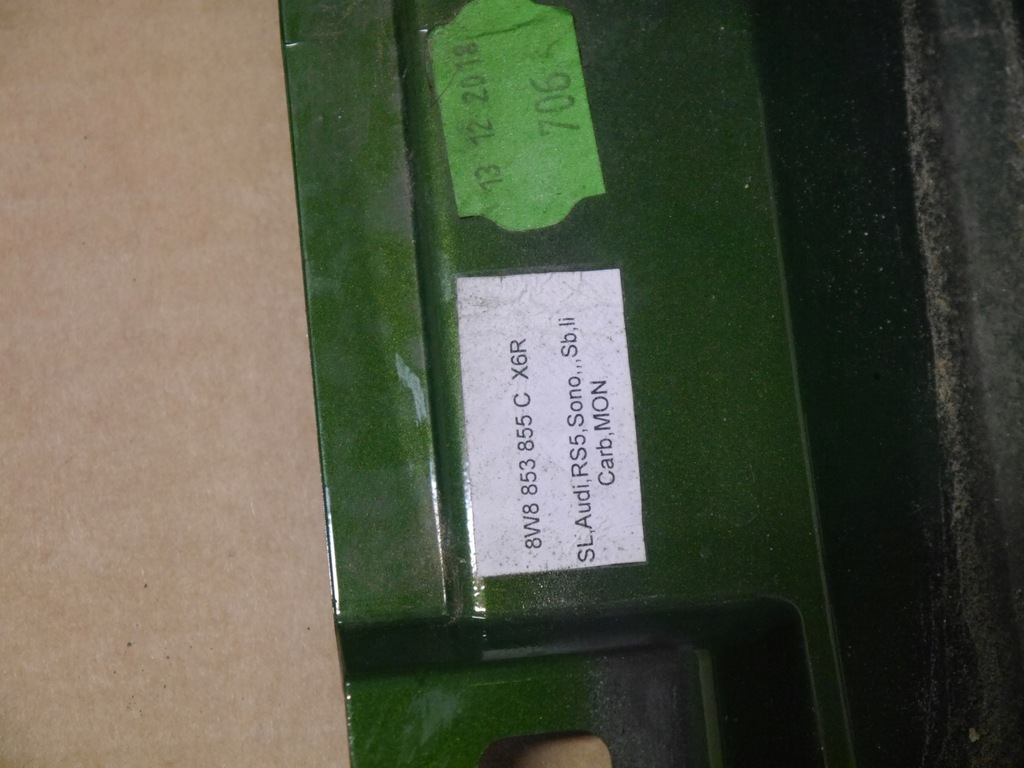 13 12 2018
706
8W8 853 855 C X6R
SL,Audi,RS5,Sono,,,Sb,li
Carb,MON